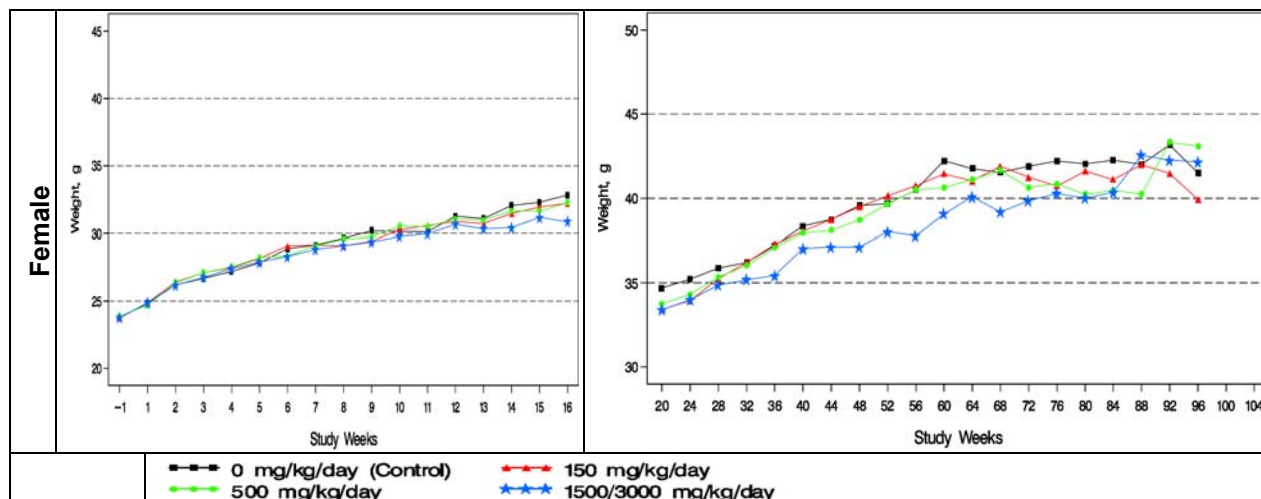 Female
Weight, g
45
40
35
30
25
20
-1 1 2 3 4 5 6 7 8 9 10 11 12 13 14 15 16
Study Weeks
Weight, g
50
45
40
35
30
20 24 28 32 36 40 44 48 52 56 60 64 68 72 76 80 84 88 92 96 100 104
Study Weeks
0 mg/kg/day (Control) 150 mg/kg/day
500 mg/kg/day 1500/3000 mg/kg/day